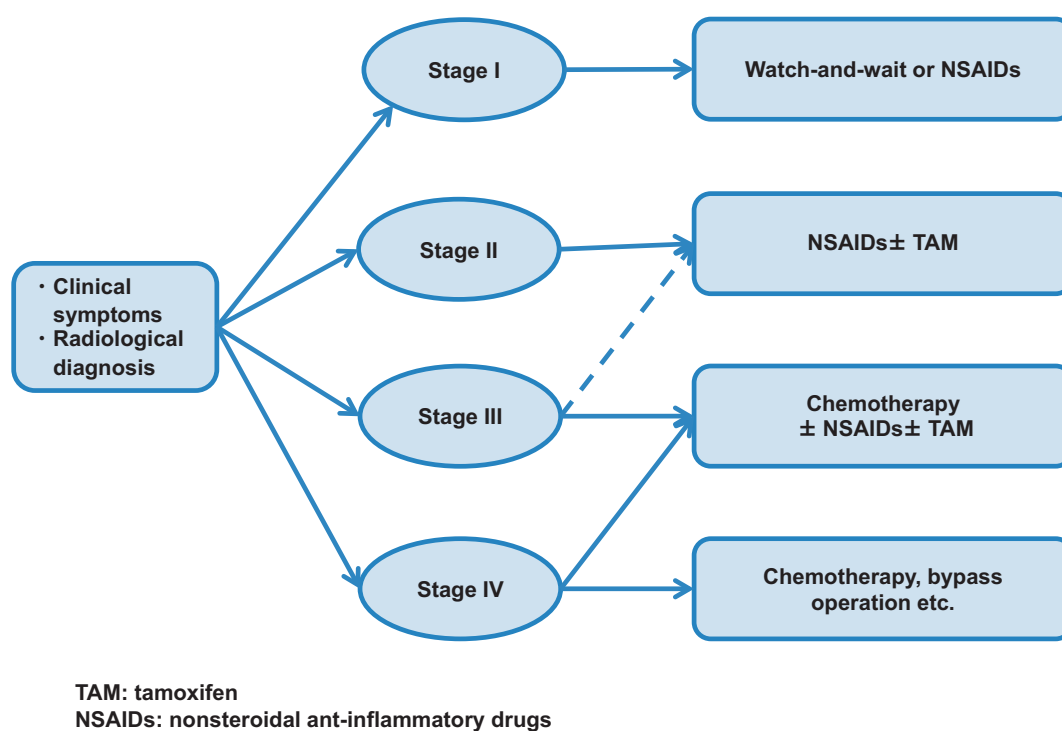 Stage I
Watch-and-wait or NSAIDs
Stage II
NSAIDs± TAM
・ Clinical
symptoms
・ Radiological
diagnosis
Stage III
Chemotherapy
± NSAIDs± TAM
Stage IV
Chemotherapy, bypass
operation etc.
TAM: tamoxifen
NSAIDs: nonsteroidal ant-inflammatory drugs